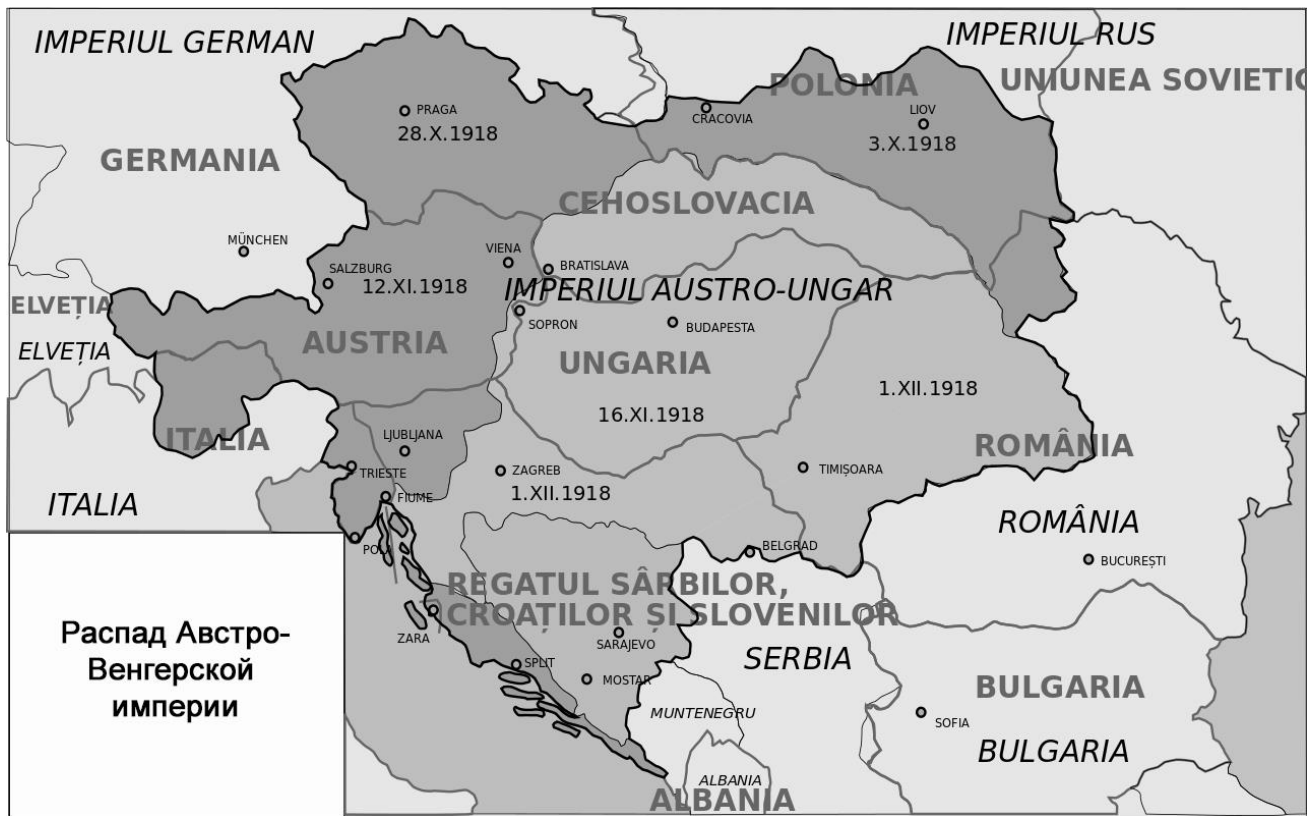 IMPERIUL GERMAN
IMPERIUL RUS
POLONIA
UNIUNEA SOVIETIC
PRAGA
28.X.1918
CRACOVIA
LIOV
3.X.1918
GERMANIA
CEHOSLOVACIA
MÜNCHEN
VIENA
BRATISLAVA
SALZBURG
12.XI.1918
IMPERIUL AUSTRO-UNGAR
ELVEȚIA
SOPRON
BUDAPESTA
AUSTRIA
ELVEȚIA
UNGARIA
1.XII.1918
16.XI.1918
ITALIA
LJUBLJANA
ROMÂNIA
TRIESTE
ZAGREB
TIMIȘOARA
1.XII.1918
FIUME
ITALIA
ROMÂNIA
POLA
BELGRAD
BUCUREȘTI
REGATUL SÂRBILOR,
CROAȚILOR ȘI SLOVENILOR
ZARA
SARAJEVO
SERBIA
SPLIT
MOSTAR
BULGARIA
MUNTENEGRU
SOFIA
BULGARIA
ALBANIA
ALBANIA
Распад Австро-
Венгерской
империи